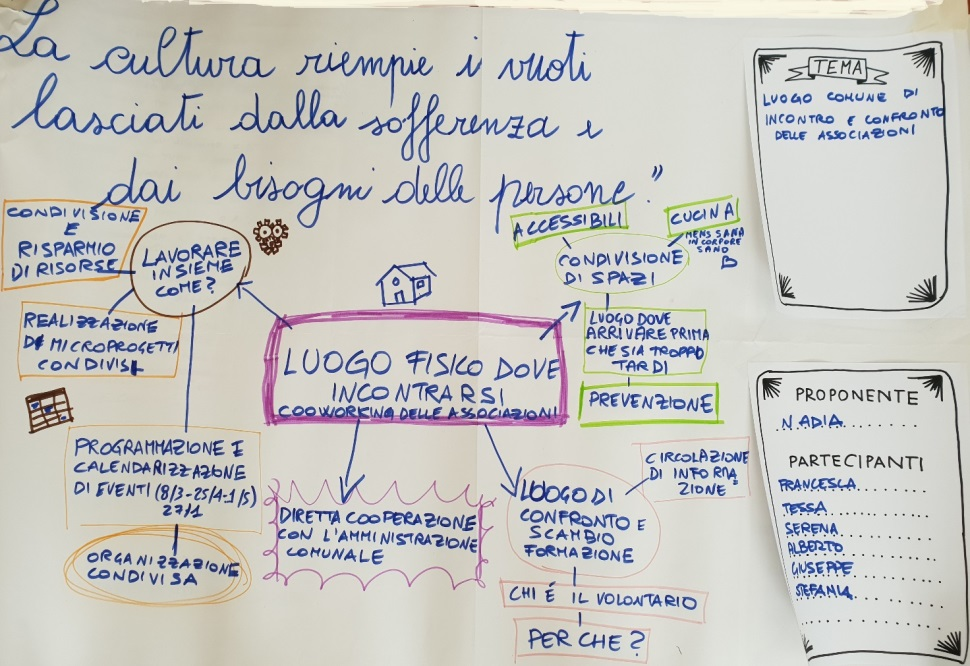 La cultura riempie i vuoti
lasciati dalla sofferenza e
dai bisogni delle persone."
TEMA
LUOGO COMUNE DI
INCONTRO E CONFRONTO
DELLE ASSOCIAZIONI
CONDIVISIONE
E
RISPARMIO
DI RISORSE
LAVORARE
INSIEME
COME?
REALIZZAZIONE
DI MICROPROGETTI
CONDIVISI
PROGRAMMAZIONE E
CALENDARIZZAZIONE
DI EVENTI (8/3-25/4-1/5)
27/1
ORGANIZZAZIONE
CONDIVISA
LUOGO FISICO DOVE
INCONTRARSI
COOWORKING DELLE ASSOCIAZIONI
ACCESSIBILI
CUCINA
MENS SANA
IN CORPORE
SANO
CONDIVISIONE
DI SPAZI
LUOGO DOVE
ARRIVARE PRIMA
CHE SIA TROPPO
TARDI
PREVENZIONE
DIRETTA COOPERAZIONE
CON L'AMMINISTRAZIONE
COMUNALE
LUOGO DI
CONFRONTO E
SCAMBIO
FORMAZIONE
CIRCOLAZIONE
DI INFORMA=
ZIONE
CHI É IL VOLONTARIO
PERCHE?
PROPONENTE
NADIA
PARTECIPANTI
FRANCESCA
TESSA
SERENA
ALBERTO
GIUSEPPE
STEFANIA